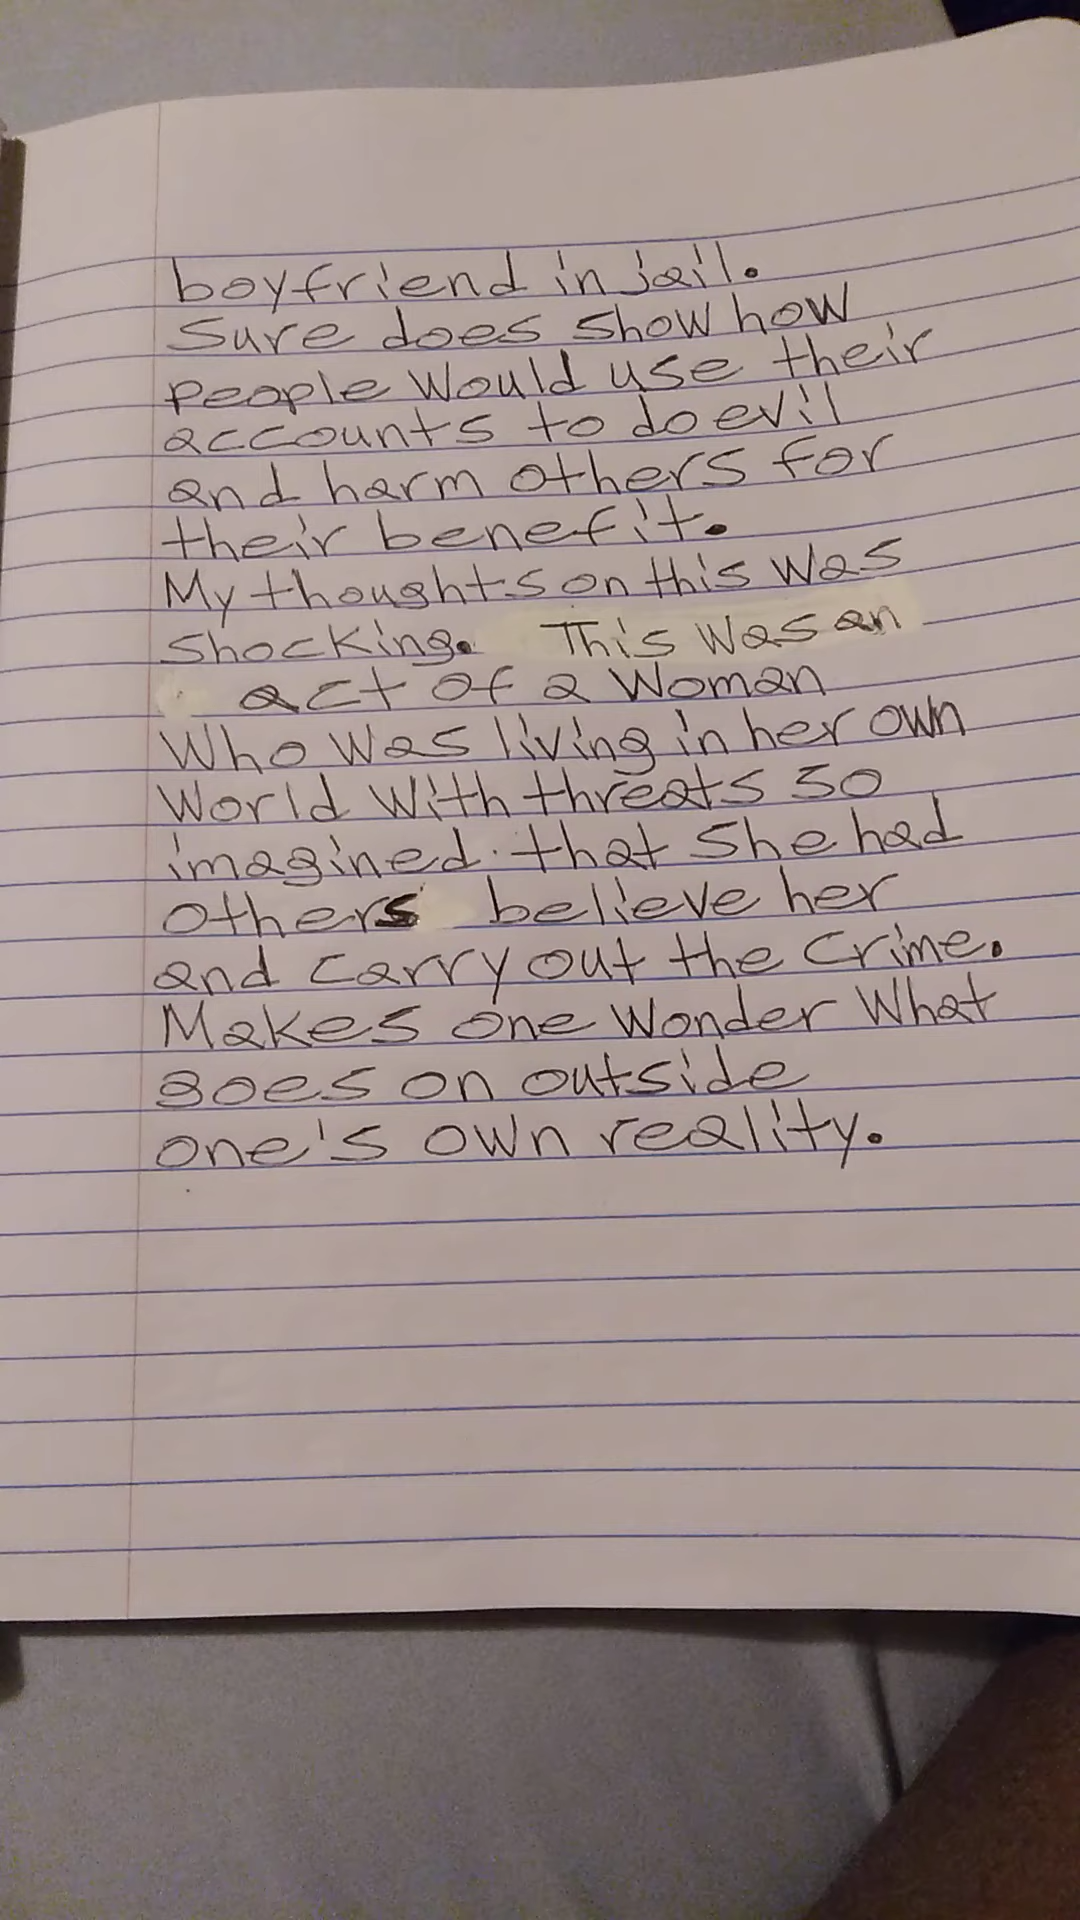 boyfriend in jail.
Sure does show how
people would use their
accounts to do evil
and harm others for
their benefit.
My thoughts on this was
shocking. This was an
act of a woman
who was living in her own
world with threats so
imagined that she had
others believe her
and carry out the crime.
Makes one wonder what
goes on outside
one's own reality.